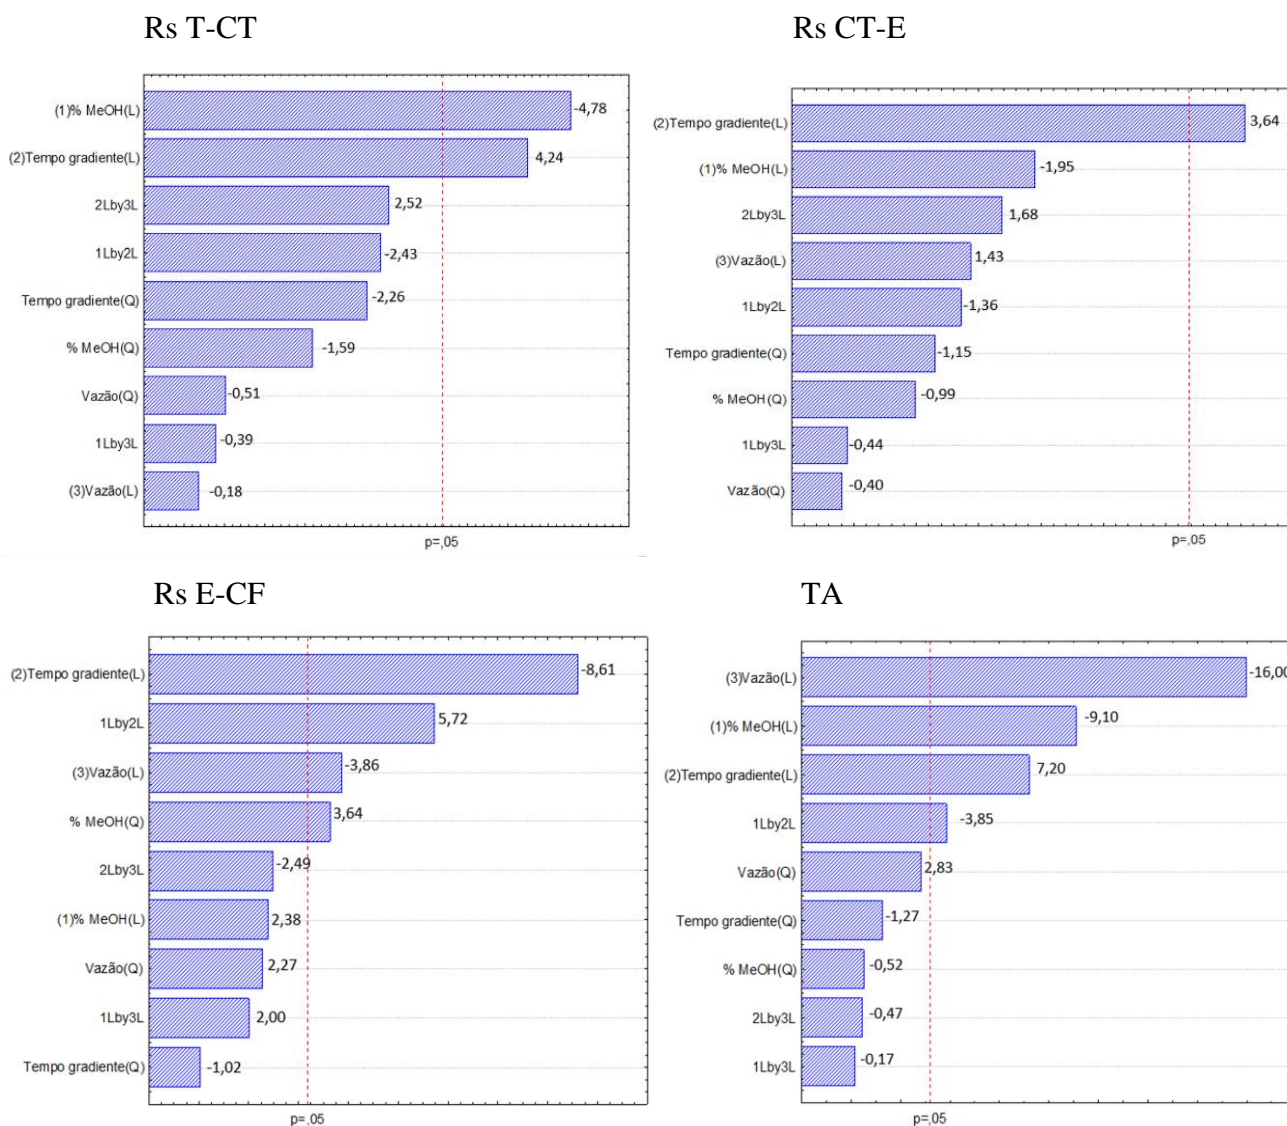 Rs T-CT
(1)% MeOH(L) -4,78
(2)Tempo gradiente(L) 4,24
2Lby3L 2,52
1Lby2L -2,43
Tempo gradiente(Q) -2,26
% MeOH(Q) -1,59
Vazão(Q) -0,51
1Lby3L -0,39
(3)Vazão(L) -0,18
p=,05
Rs CT-E
(2)Tempo gradiente(L) 3,64
(1)% MeOH(L) -1,95
2Lby3L 1,68
(3)Vazão(L) 1,43
1Lby2L -1,36
Tempo gradiente(Q) -1,15
% MeOH(Q) -0,99
1Lby3L -0,44
Vazão(Q) -0,40
p=,05
Rs E-CF
(2)Tempo gradiente(L) -8,61
1Lby2L 5,72
(3)Vazão(L) -3,86
% MeOH(Q) 3,64
2Lby3L -2,49
(1)% MeOH(L) 2,38
Vazão(Q) 2,27
1Lby3L 2,00
Tempo gradiente(Q) -1,02
p=,05
TA
(3)Vazão(L) -16,00
(1)% MeOH(L) -9,10
(2)Tempo gradiente(L) 7,20
1Lby2L -3,85
Vazão(Q) 2,83
Tempo gradiente(Q) -1,27
% MeOH(Q) -0,52
2Lby3L -0,47
1Lby3L -0,17
p=,05